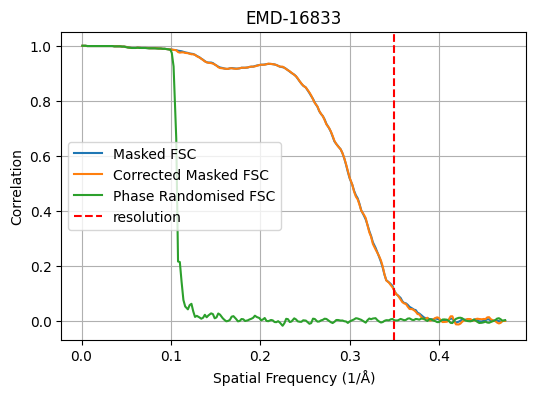 EMD-16833
1.0
0.8
0.6
0.4
0.2
0.0
Correlation
Masked FSC
Corrected Masked FSC
Phase Randomised FSC
resolution
0.0 0.1 0.2 0.3 0.4
Spatial Frequency (1/Å)